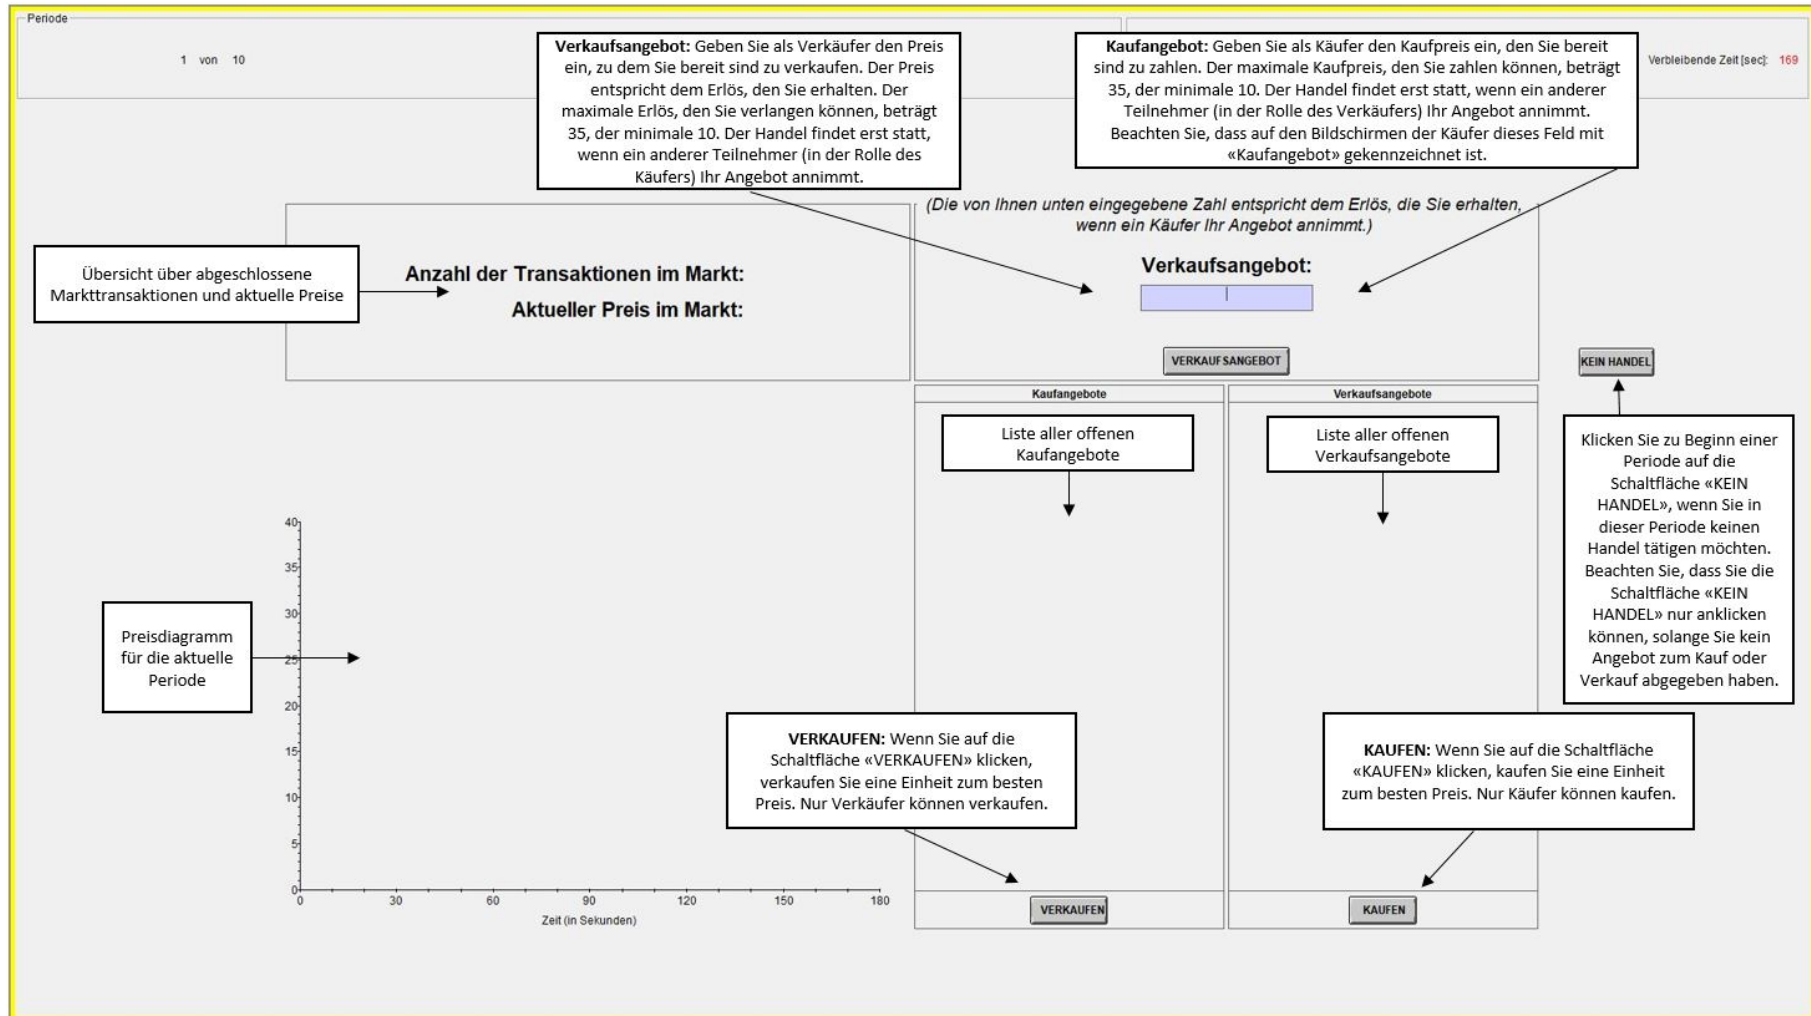 Periode
1 von 10
Verbleibende Zeit [sec]: 169
Verkaufsangebot: Geben Sie als Verkäufer den Preis
ein, zu dem Sie bereit sind zu verkaufen. Der Preis
entspricht dem Erlös, den Sie erhalten. Der
maximale Erlös, den Sie verlangen können, beträgt
35, der minimale 10. Der Handel findet erst statt,
wenn ein anderer Teilnehmer (in der Rolle des
Käufers) Ihr Angebot annimmt.
Kaufangebot: Geben Sie als Käufer den Kaufpreis ein, den Sie bereit
sind zu zahlen. Der maximale Kaufpreis, den Sie zahlen können, beträgt
35, der minimale 10. Der Handel findet erst statt, wenn ein anderer
Teilnehmer (in der Rolle des Verkäufers) Ihr Angebot annimmt.
Beachten Sie, dass auf den Bildschirmen der Käufer dieses Feld mit
«Kaufangebot» gekennzeichnet ist.
(Die von Ihnen unten eingegebene Zahl entspricht dem Erlös, die Sie erhalten,
wenn ein Käufer Ihr Angebot annimmt.)
Übersicht über abgeschlossene
Markttransaktionen und aktuelle Preise
Anzahl der Transaktionen im Markt:
Aktueller Preis im Markt:
Verkaufsangebot:
VERKAUFSANGEBOT
KEIN HANDEL
Kaufangebote
Verkaufsangebote
Liste aller offenen
Kaufangebote
Liste aller offenen
Verkaufsangebote
Klicken Sie zu Beginn einer
Periode auf die
Schaltfläche «KEIN
HANDEL», wenn Sie in
dieser Periode keinen
Handel tätigen möchten.
Beachten Sie, dass Sie die
Schaltfläche «KEIN
HANDEL» nur anklicken
können, solange Sie kein
Angebot zum Kauf oder
Verkauf abgegeben haben.
Preisdiagramm
für die aktuelle
Periode
40
35
30
25
20
15
10
5
0
0 30 60 90 120 150 180
Zeit (in Sekunden)
VERKAUFEN: Wenn Sie auf die
Schaltfläche «VERKAUFEN» klicken,
verkaufen Sie eine Einheit zum besten
Preis. Nur Verkäufer können verkaufen.
KAUFEN: Wenn Sie auf die Schaltfläche
«KAUFEN» klicken, kaufen Sie eine Einheit
zum besten Preis. Nur Käufer können kaufen.
VERKAUFEN
KAUFEN